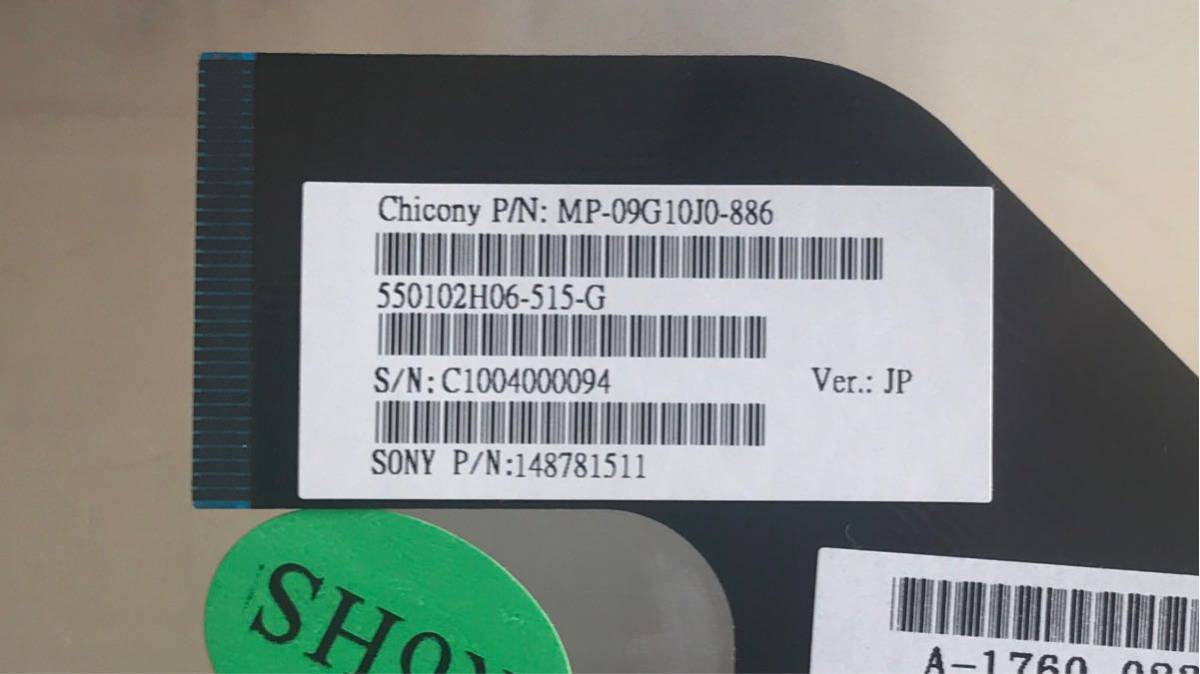 Chicony P/N: MP-09G10J0-886
550102H06-515-G
S/N: C1004000094
Ver.: JP
SONY P/N:148781511